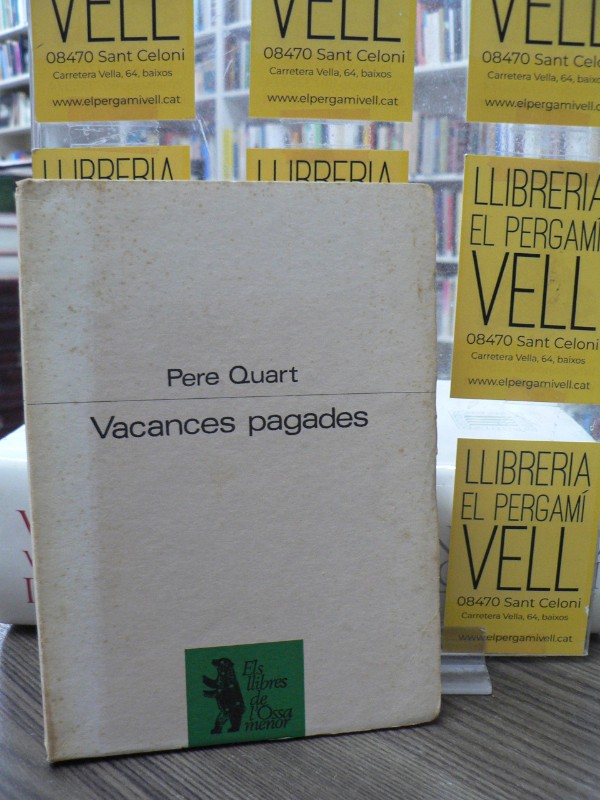 VELL
08470 Sant Celoni
Carretera Vella, 64, baixos
www.elpergamivell.cat
VELL
08470 Sant Celoni
Carretera Vella, 64, baixos
www.elpergamivell.cat
VELL
08470 Sant Celoni
Carretera Vella, 64, baixos
www.elpergamivell.cat
LLIBRERIA
LLIBRERIA
LLIBRERIA
EL PERGAMÍ
VELL
08470 Sant Celoni
Carretera Vella, 64, baixos
www.elpergamivell.cat
LLIBRERIA
EL PERGAMÍ
VELL
08470 Sant Celoni
Carretera Vella, 64, baixos
www.elpergamivell.cat
Pere Quart
Vacances pagades
Els
llibres
de
l'Ossa
menor